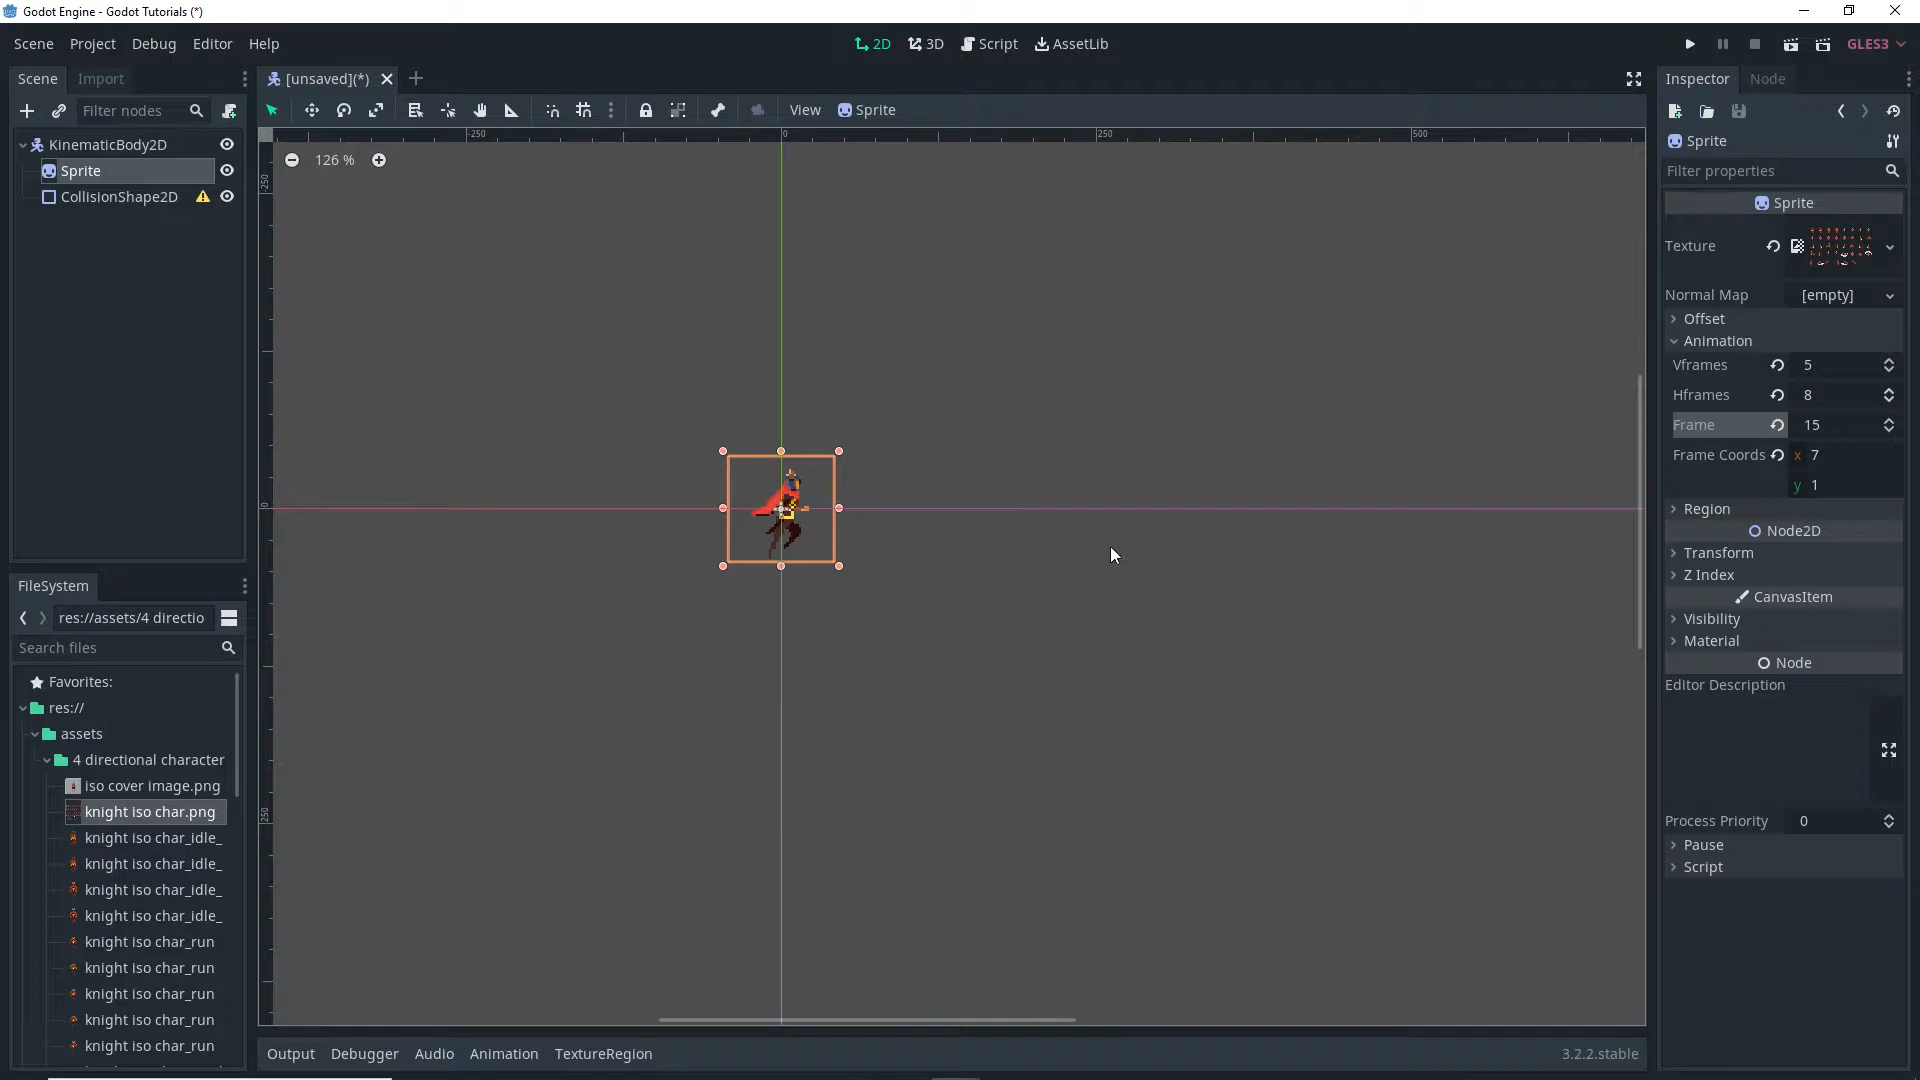 Godot Engine - Godot Tutorials (*)
Scene Project Debug Editor Help
2D 3D Script AssetLib
GLES3
Scene Import
[unsaved](*)
Inspector Node
Filter nodes
View Sprite
KinematicBody2D
Sprite
CollisionShape2D
-250 0 250 500
126 %
-250
0
250
Sprite
Filter properties
Sprite
Texture
Normal Map [empty]
Offset
Animation
Vframes 5
Hframes 8
Frame 15
Frame Coords x 7
y 1
Region
Node2D
Transform
Z Index
CanvasItem
Visibility
Material
Node
Editor Description
Process Priority 0
Pause
Script
FileSystem
res://assets/4 directio
Search files
Favorites:
res://
assets
4 directional character
iso cover image.png
knight iso char.png
knight iso char_idle_
knight iso char_idle_
knight iso char_idle_
knight iso char_idle_
knight iso char_run
knight iso char_run
knight iso char_run
knight iso char_run
knight iso char_run
Output Debugger Audio Animation TextureRegion
3.2.2.stable